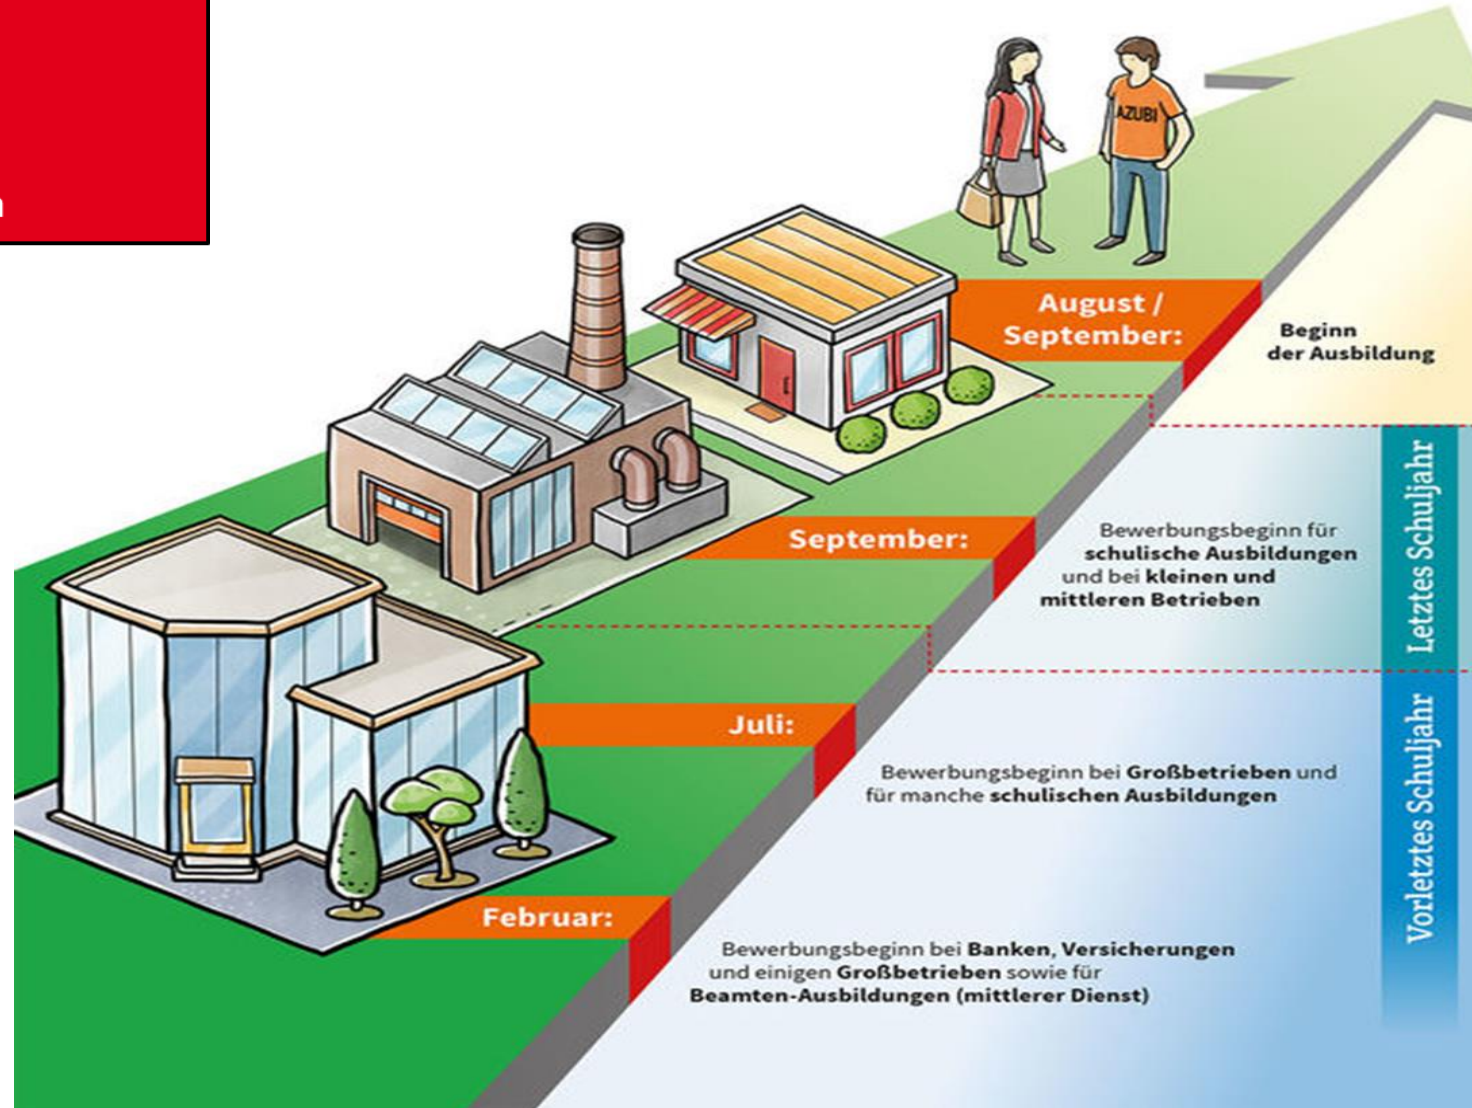 AZUBI
August /
September:
Beginn
der Ausbildung
September:
Bewerbungsbeginn für
schulische Ausbildungen
und bei kleinen und
mittleren Betrieben
Letztes Schuljahr
Juli:
Bewerbungsbeginn bei Großbetrieben und
für manche schulischen Ausbildungen
Vorletztes Schuljahr
Februar:
Bewerbungsbeginn bei Banken, Versicherungen
und einigen Großbetrieben sowie für
Beamten-Ausbildungen (mittlerer Dienst)